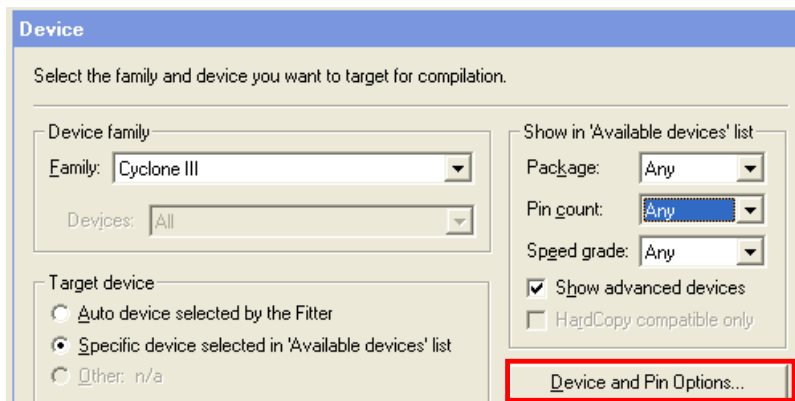 Device
Select the family and device you want to target for compilation.
Device family
Family: Cyclone III
Devices: All
Show in 'Available devices' list
Package: Any
Pin count: Any
Speed grade: Any
Show advanced devices
HardCopy compatible only
Target device
Auto device selected by the Fitter
Specific device selected in 'Available devices' list
Other: n/a
Device and Pin Options...